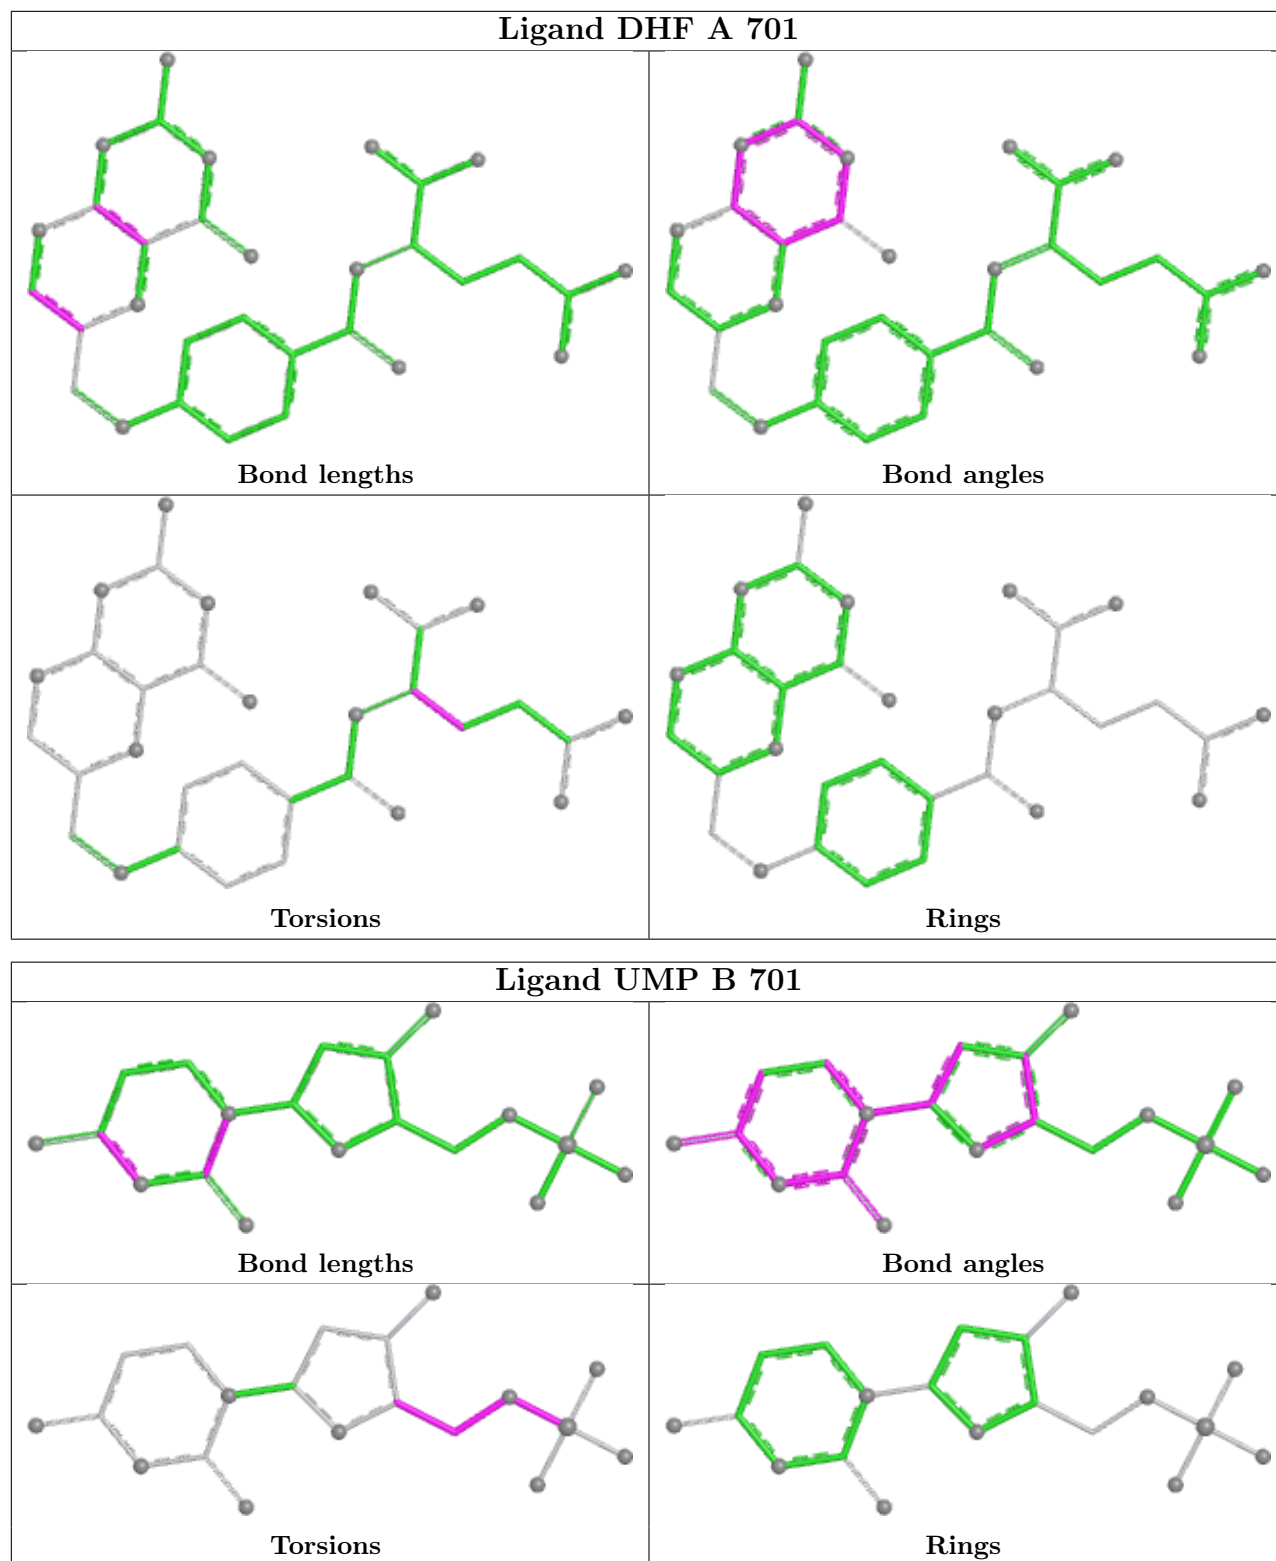 Ligand DHF A 701
Bond lengths
Bond angles
Torsions
Rings
Ligand UMP B 701
Bond lengths
Bond angles
Torsions
Rings